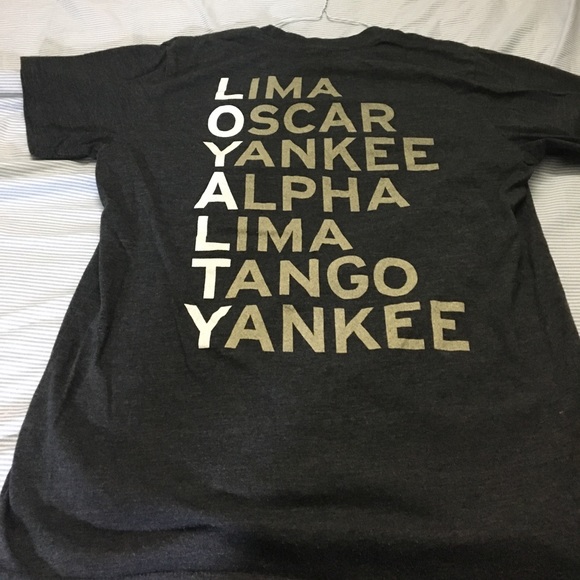 LIMA
OSCAR
YANKEE
ALPHA
LIMA
TANGO
YANKEE